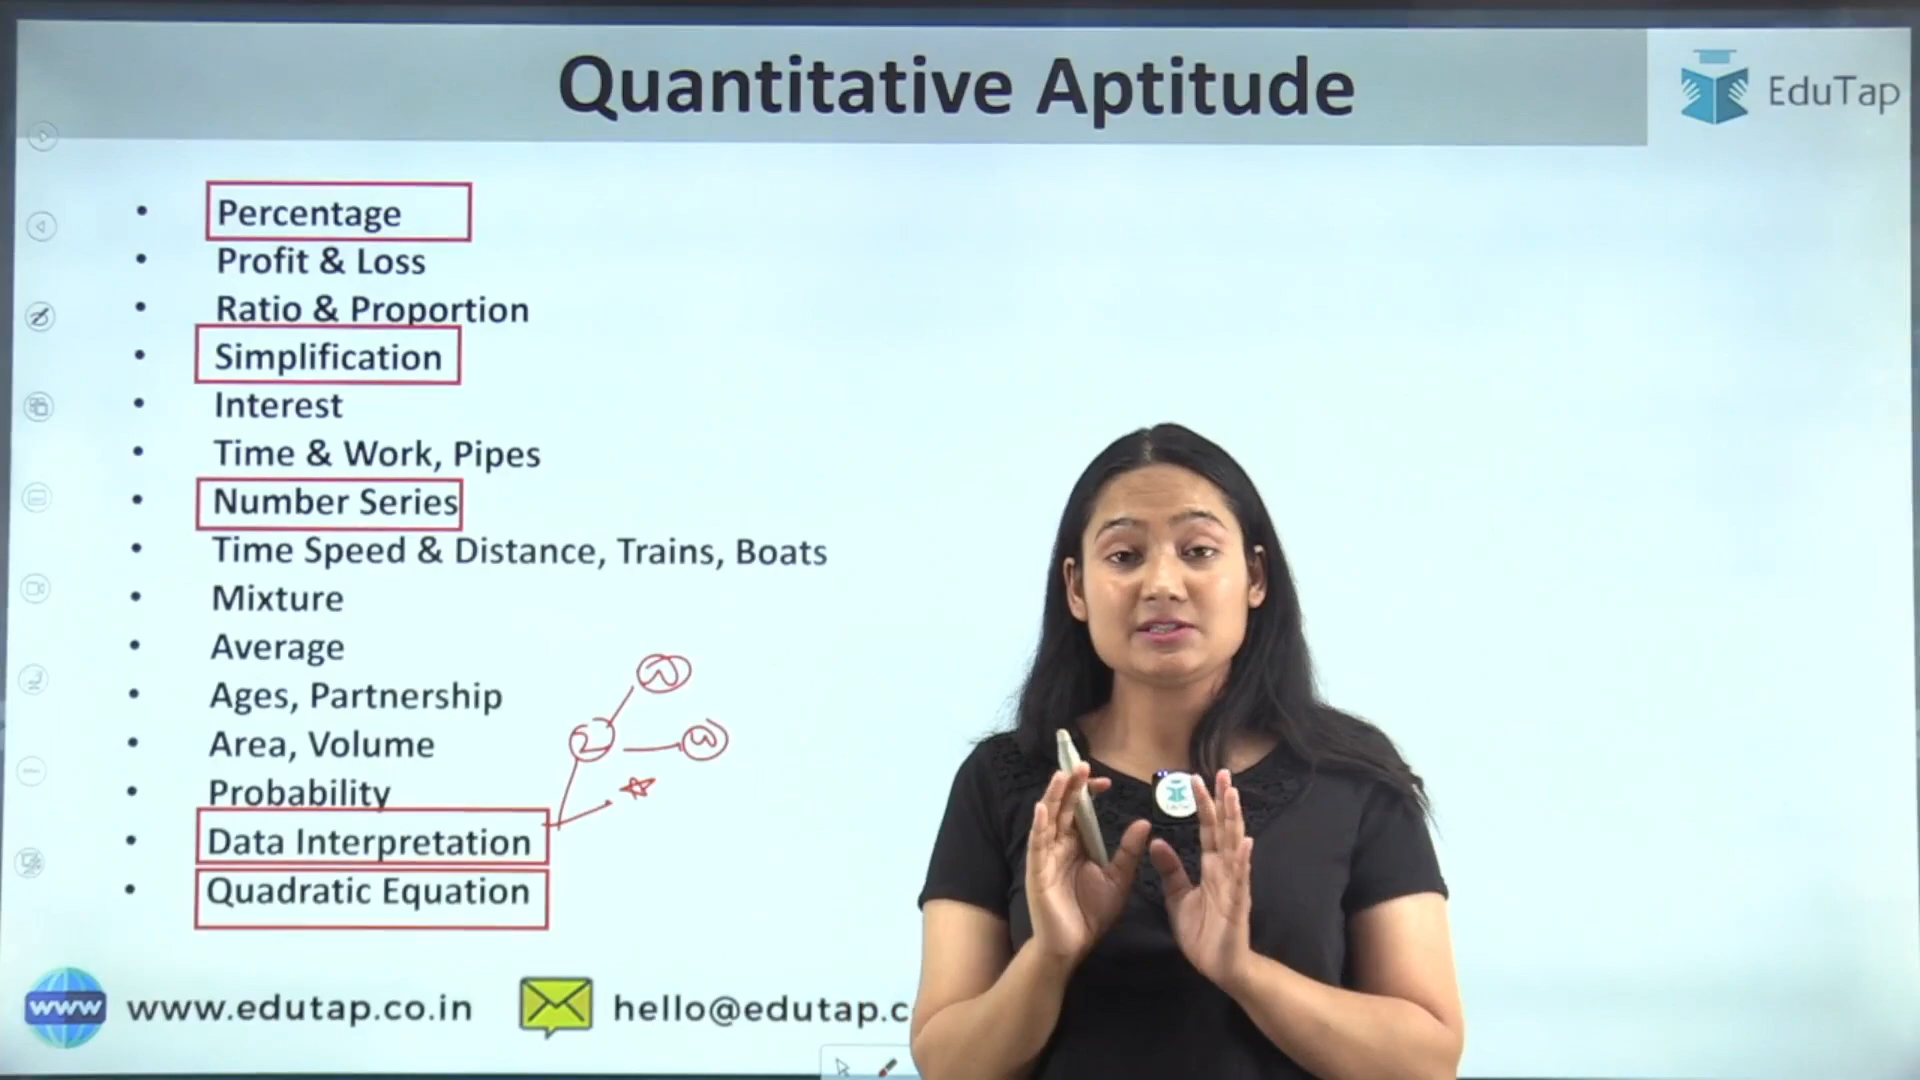 Quantitative Aptitude
EduTap
• Percentage
• Profit & Loss
• Ratio & Proportion
• Simplification
• Interest
• Time & Work, Pipes
• Number Series
• Time Speed & Distance, Trains, Boats
• Mixture
• Average
• Ages, Partnership
• Area, Volume
• Probability
• Data Interpretation
• Quadratic Equation
2
www www.edutap.co.in
hello@edutap.c